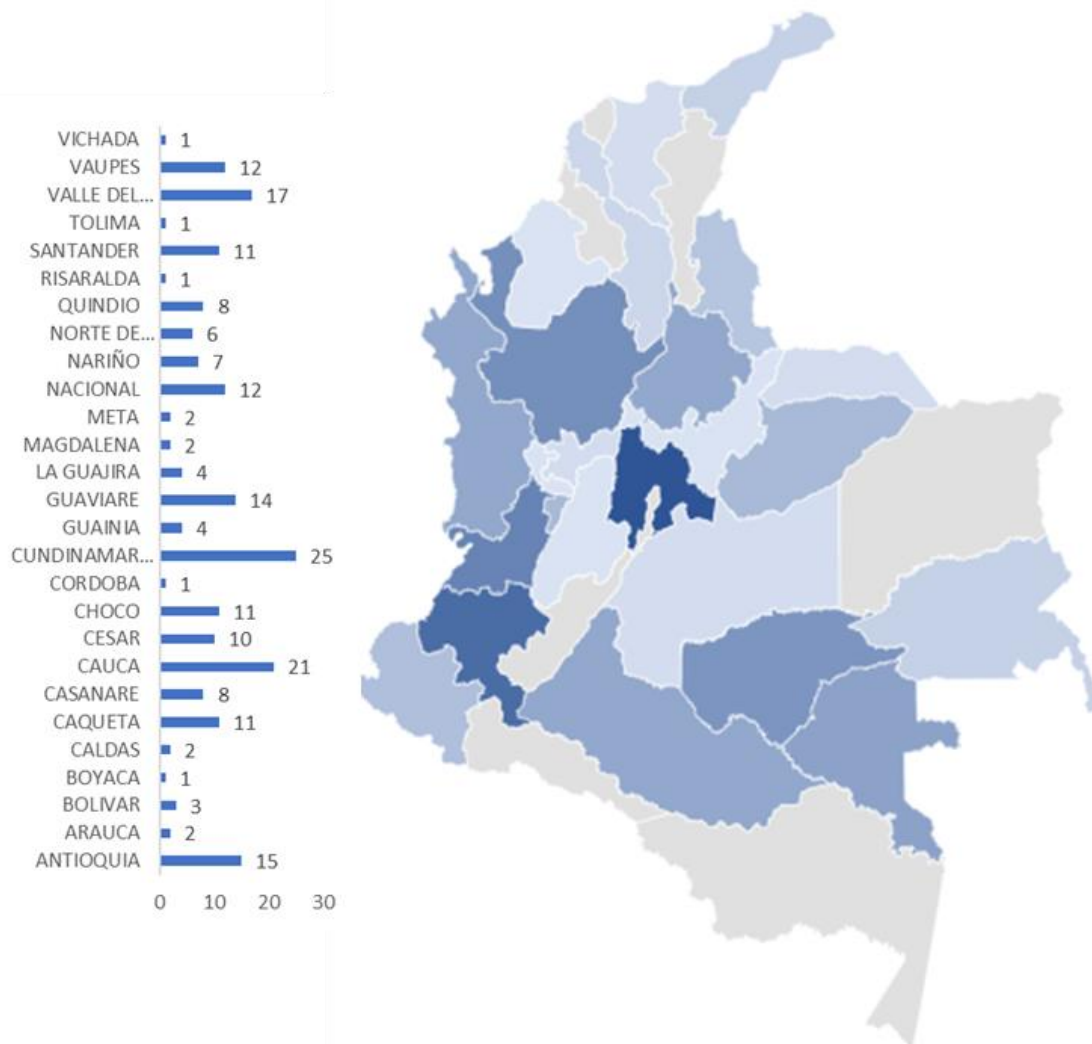 VICHADA 1
VAUPES 12
VALLE DEL... 17
TOLIMA 1
SANTANDER 11
RISARALDA 1
QUINDIO 8
NORTE DE... 6
NARIÑO 7
NACIONAL 12
META 2
MAGDALENA 2
LA GUAJIRA 4
GUAVIARE 14
GUAINIA 4
CUNDINAMAR... 25
CORDOBA 1
CHOCO 11
CESAR 10
CAUCA 21
CASANARE 8
CAQUETA 11
CALDAS 2
BOYACA 1
BOLIVAR 3
ARAUCA 2
ANTIOQUIA 15
0 10 20 30